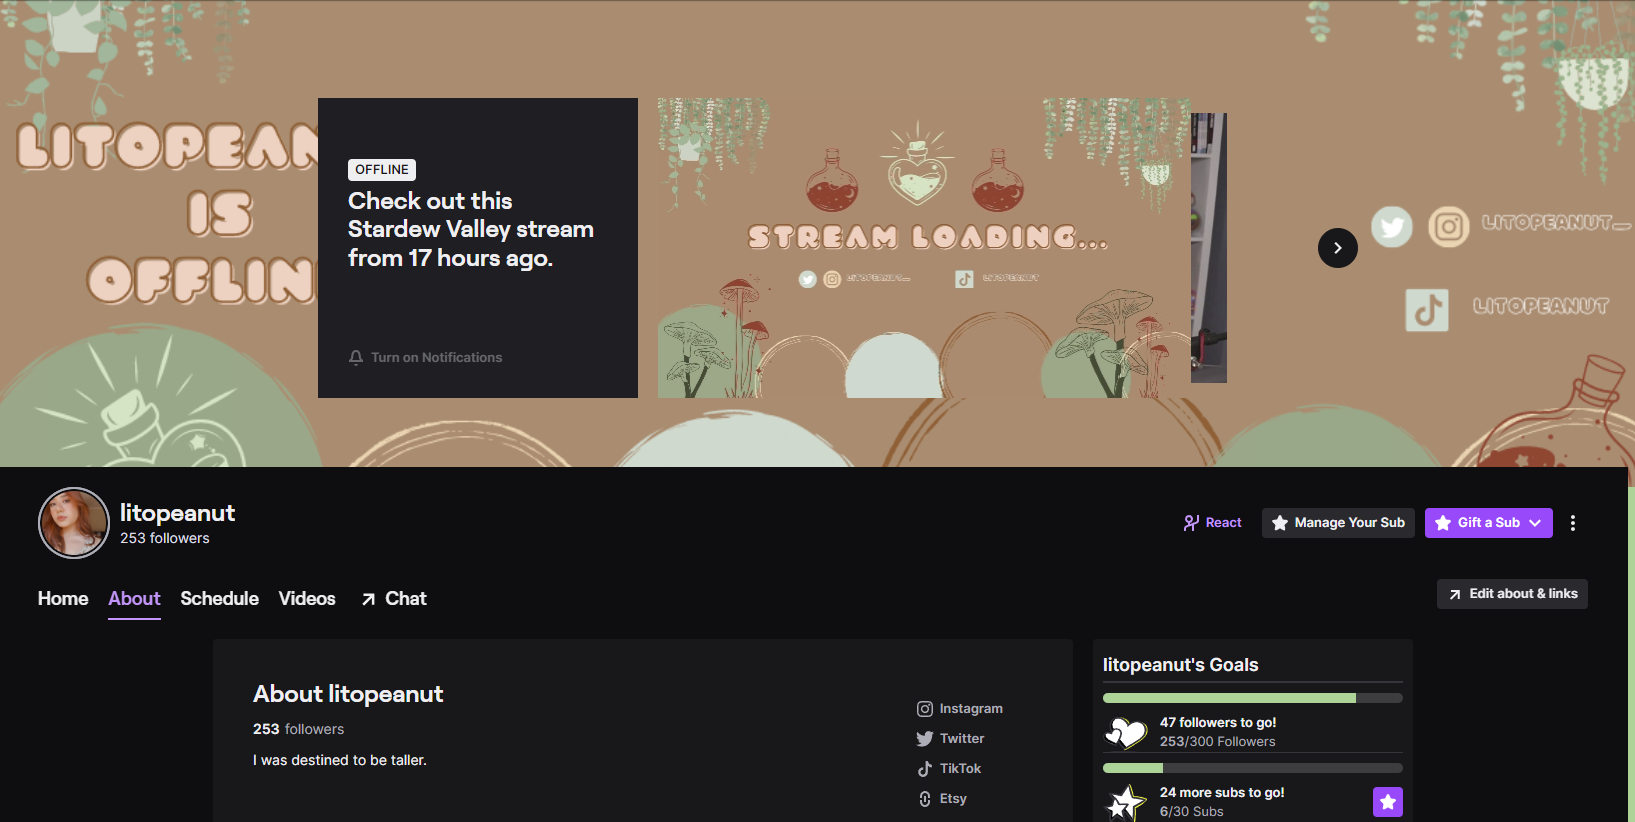 LITOPEAN
IS
OFFLIN
OFFLINE
Check out this
Stardew Valley stream
from 17 hours ago.
Turn on Notifications
STREAM LOADING...
LITOPEANUT_
LITOPEANUT
LITOPEANUT_
LITOPEANUT
litopeanut
253 followers
React
Manage Your Sub
Gift a Sub
Home About Schedule Videos Chat
Edit about & links
About litopeanut
253 followers
I was destined to be taller.
Instagram
Twitter
TikTok
Etsy
litopeanut's Goals
47 followers to go!
253/300 Followers
24 more subs to go!
6/30 Subs